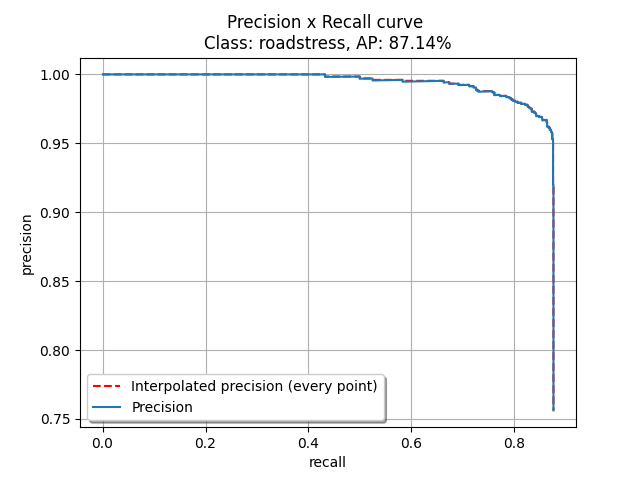 Precision x Recall curve
Class: roadstress, AP: 87.14%
1.00
0.95
0.90
0.85
0.80
0.75
precision
Interpolated precision (every point)
Precision
0.0 0.2 0.4 0.6 0.8
recall